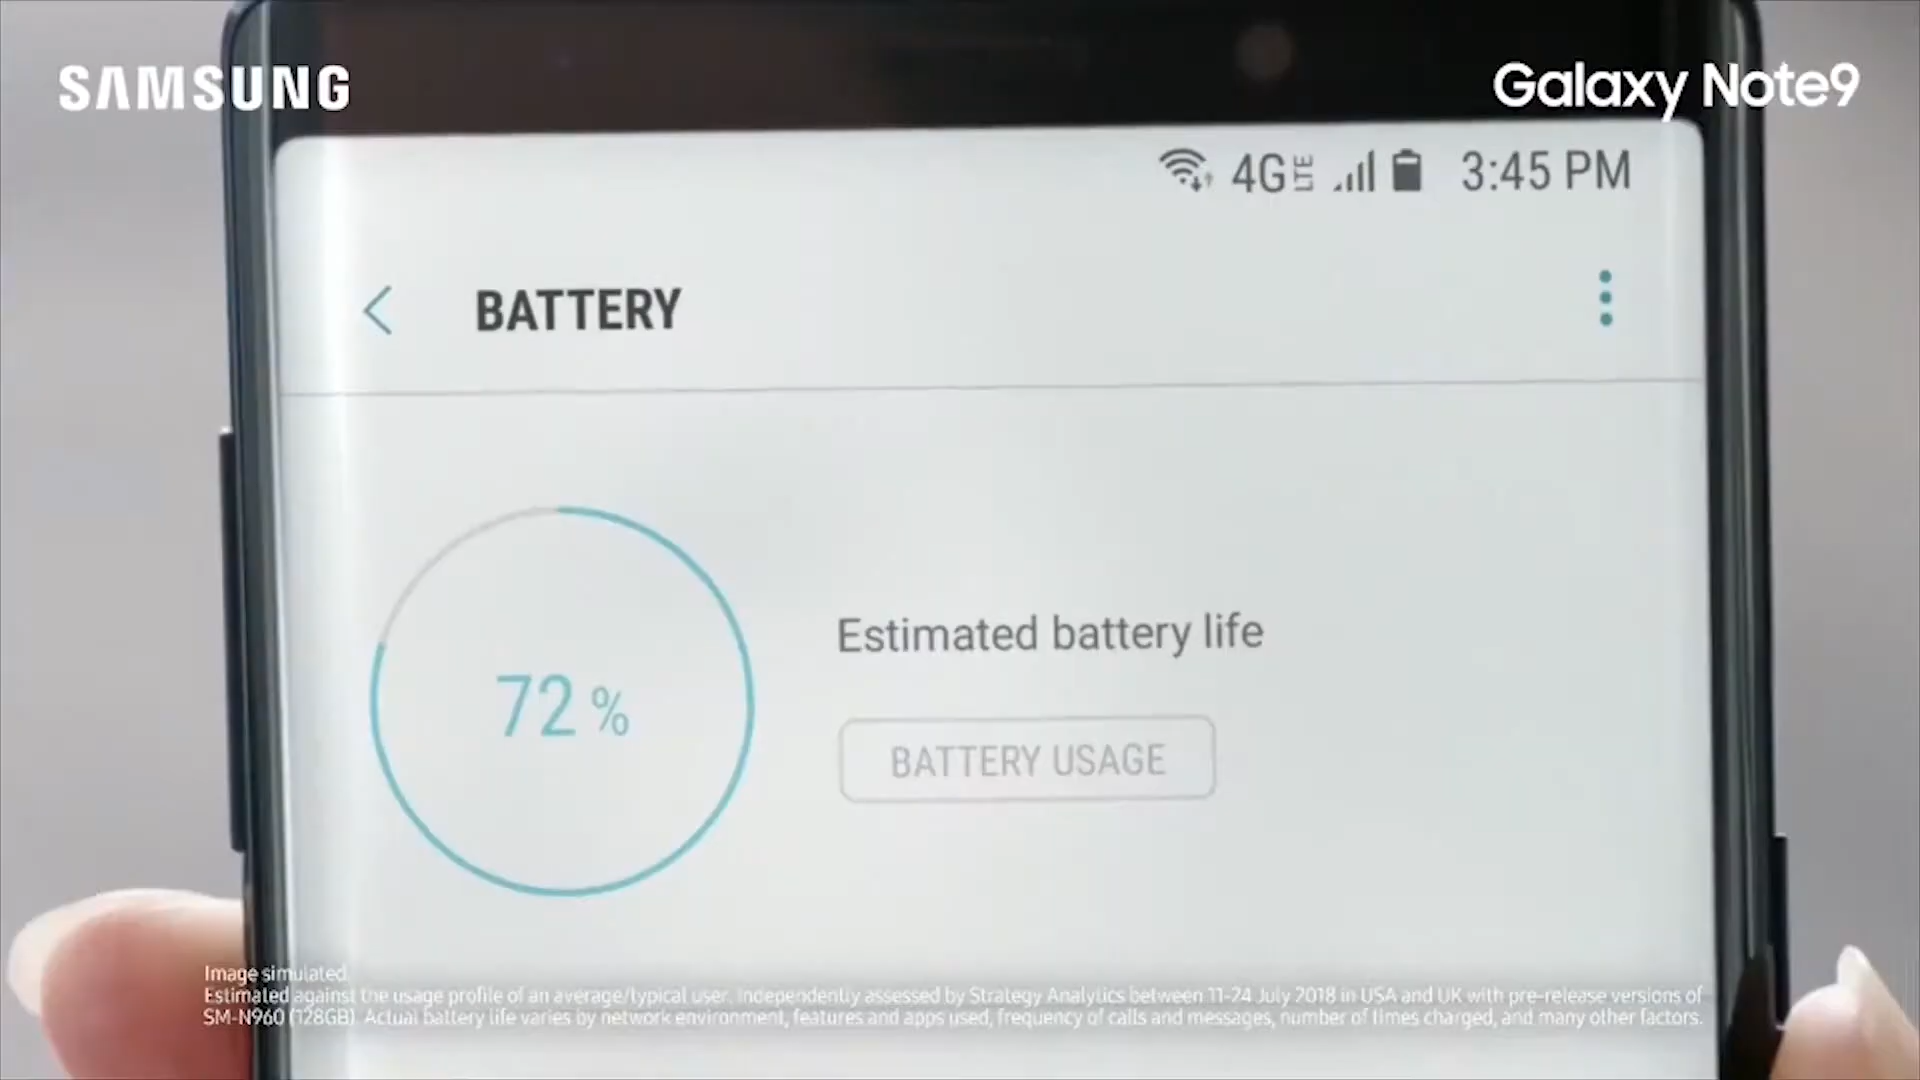 SAMSUNG
Galaxy Note9
4G LTE 3:45 PM
BATTERY
72 %
Estimated battery life
BATTERY USAGE
Image simulated.
Estimated against the usage profile of an average/typical user. Independently assessed by Strategy Analytics between 11-24 July 2018 in USA and UK with pre-release versions of
SM-N960 (128GB). Actual battery life varies by network environment, features and apps used, frequency of calls and messages, number of times charged, and many other factors.